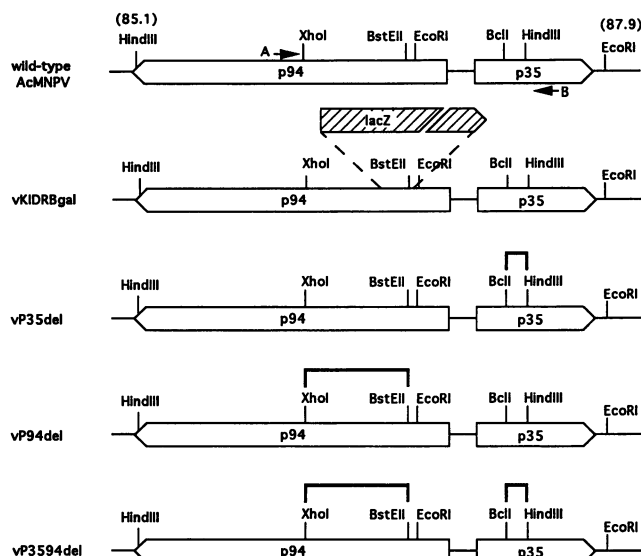 (85.1) (87.9)
HindIII XhoI BstEII EcoRI BclI HindIII EcoRI
A
wild-type
AcMNPV
p94 p35
B
lacZ
HindIII XhoI BstEII EcoRI BclI HindIII EcoRI
vKIDRBgal
p94 p35
HindIII XhoI BstEII EcoRI BclI HindIII EcoRI
vP35del
p94 p35
HindIII XhoI BstEII EcoRI BclI HindIII EcoRI
vP94del
p94 p35
HindIII XhoI BstEII EcoRI BclI HindIII EcoRI
vP3594del
p94 p35